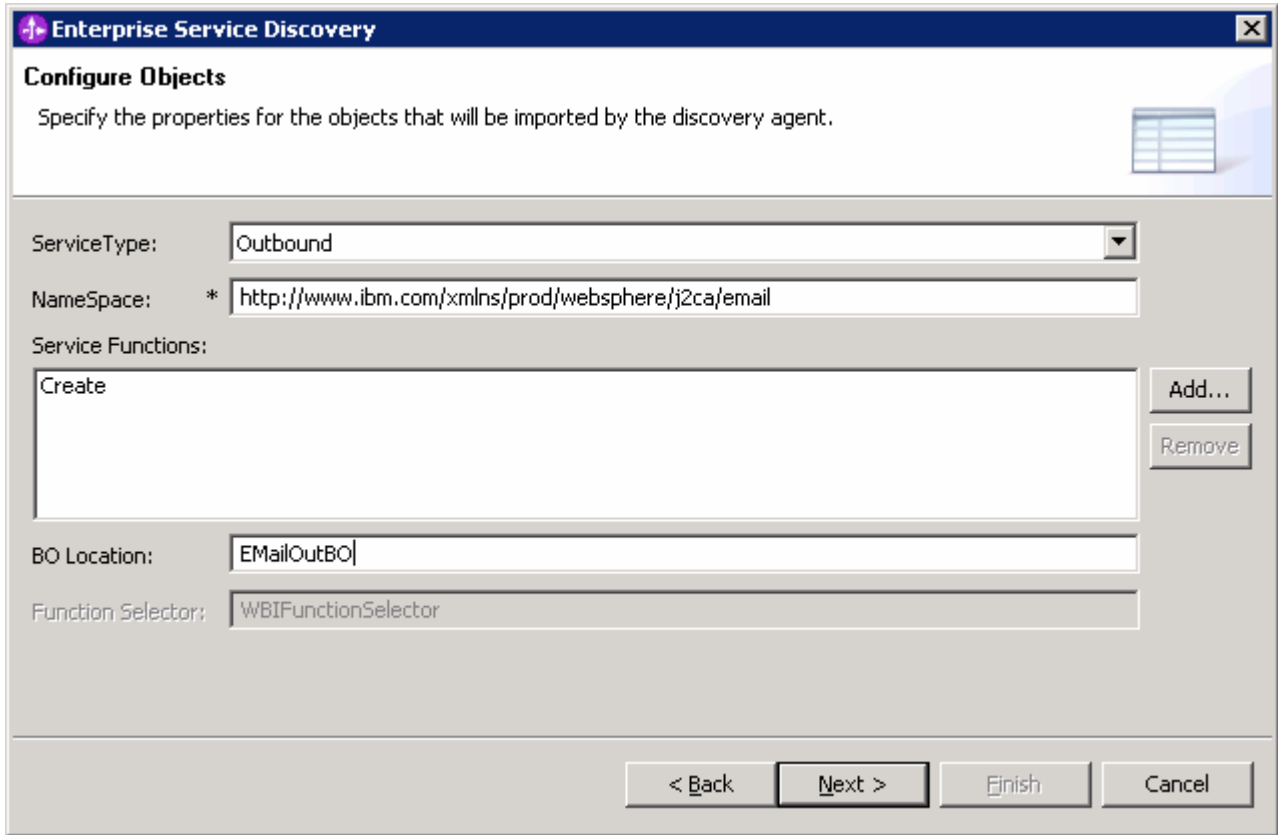 Enterprise Service Discovery
Configure Objects
Specify the properties for the objects that will be imported by the discovery agent.
ServiceType: Outbound
NameSpace: * http://www.ibm.com/xmlns/prod/websphere/j2ca/email
Service Functions:
Create
Add...
Remove
BO Location: EMailOutBO
Function Selector: WBIFunctionSelector
< Back Next > Finish Cancel